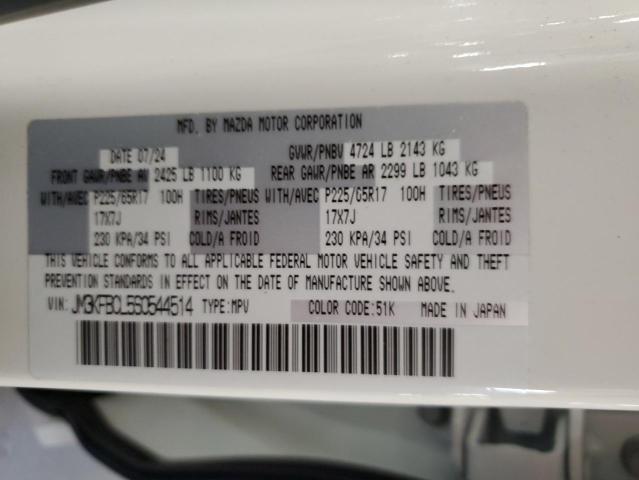 MFD. BY MAZDA MOTOR CORPORATION
DATE 07/24 GVWR/PNBV 4724 LB 2143 KG
FRONT GAWR/PNBE AV 2425 LB 1100 KG REAR GAWR/PNBE AR 2299 LB 1043 KG
WITH/AVEC P225/65R17 100H TIRES/PNEUS WITH/AVEC P225/65R17 100H TIRES/PNEUS
17X7J RIMS/JANTES 17X7J RIMS/JANTES
230 KPA/34 PSI COLD/A FROID 230 KPA/34 PSI COLD/A FROID
THIS VEHICLE CONFORMS TO ALL APPLICABLE FEDERAL MOTOR VEHICLE SAFETY AND THEFT
PREVENTION STANDARDS IN EFFECT ON THE DATE OF MANUFACTURE SHOWN ABOVE.
VIN: JM3KFBCL5S0544514 TYPE: MPV COLOR CODE: 51K MADE IN JAPAN